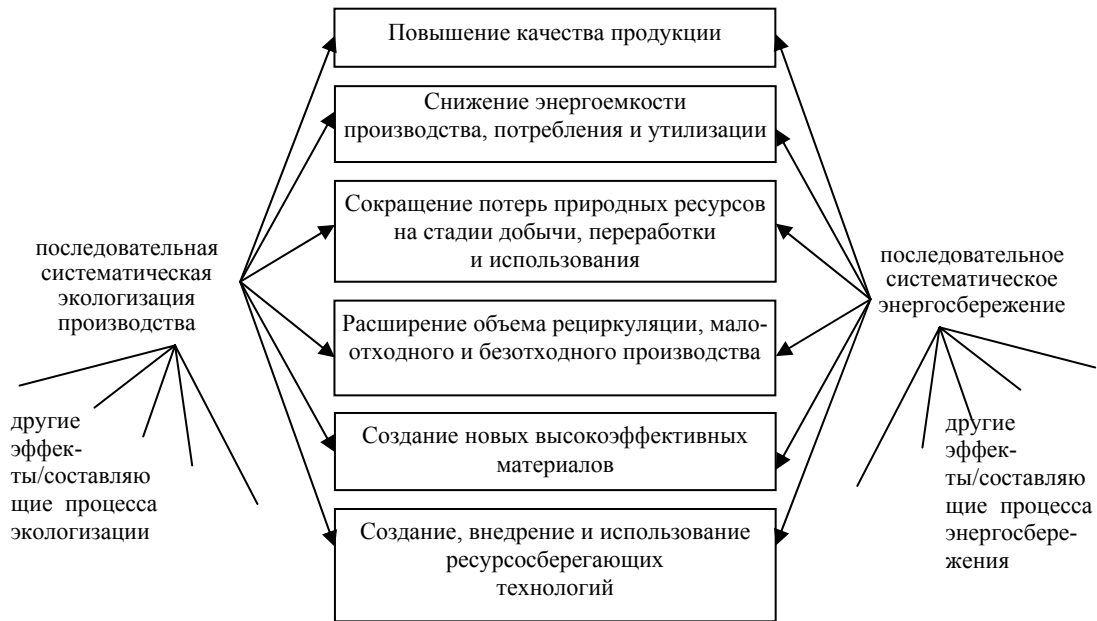 Повышение качества продукции
Снижение энергоемкости
производства, потребления и утилизации
Сокращение потерь природных ресурсов
на стадии добычи, переработки
и использования
последовательная
систематическая
экологизация
производства
последовательное
систематическое
энергосбережение
Расширение объема рециркуляции, мало-
отходного и безотходного производства
другие
эффек-
ты/составляю
щие процесса
экологизации
Создание новых высокоэффективных
материалов
другие
эффек-
ты/составляю
щие процесса
энергосбере-
жения
Создание, внедрение и использование
ресурсосберегающих
технологий